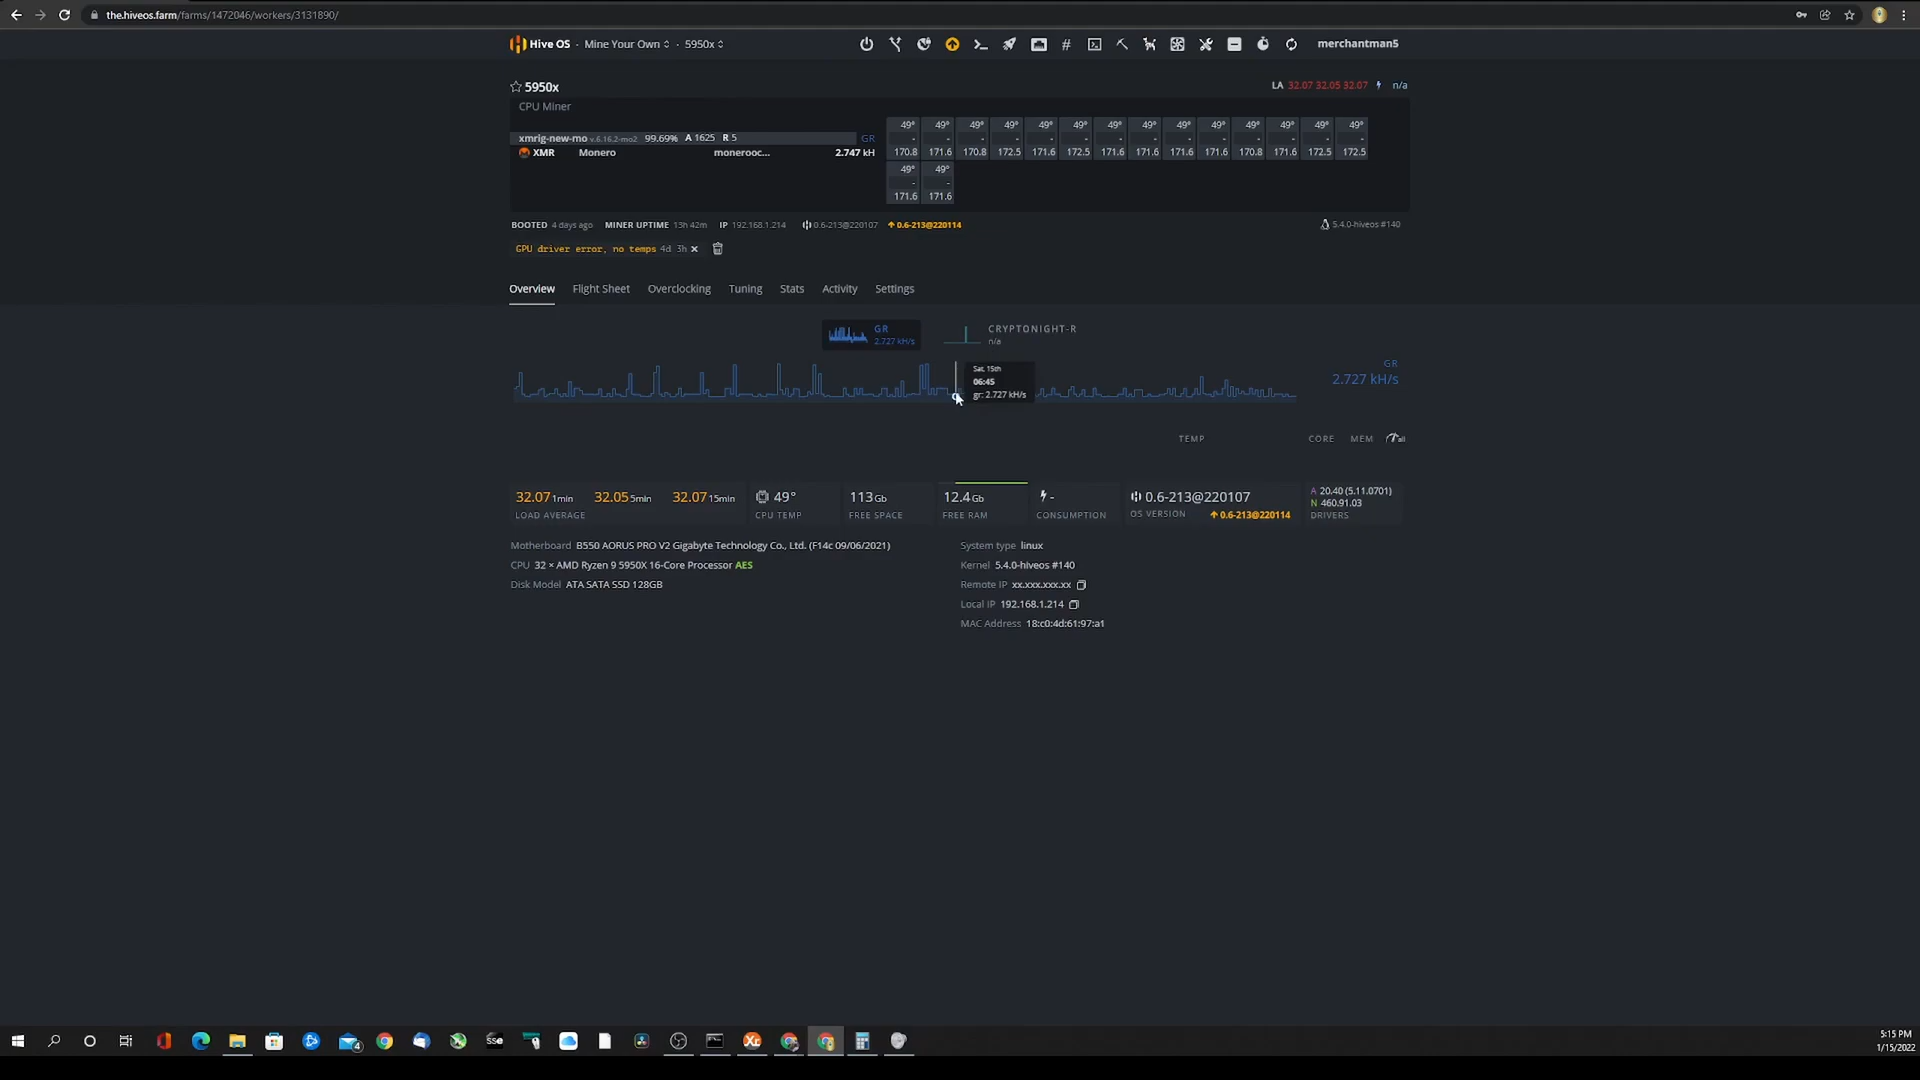 the.hiveos.farm/farms/1472046/workers/3131890/
Hive OS · Mine Your Own · 5950x
merchantman5
5950x
LA 32.07 32.05 32.07 n/a
CPU Miner
xmrig-new-mo v.6.16.2-mo2 99.69% A 1625 R 5 GR
XMR Monero monerooc... 2.747 kH
49° 49° 49° 49° 49° 49° 49° 49° 49° 49° 49° 49° 49° 49°
- - - - - - - - - - - - - -
170.8 171.6 170.8 172.5 171.6 172.5 171.6 171.6 171.6 171.6 170.8 171.6 172.5 172.5
49° 49°
- -
171.6 171.6
BOOTED 4 days ago MINER UPTIME 13h 42m IP 192.168.1.214 0.6-213@220107 0.6-213@220114 5.4.0-hiveos #140
GPU driver error, no temps 4d 3h
Overview Flight Sheet Overclocking Tuning Stats Activity Settings
GR
2.727 kH/s
CRYPTONIGHT-R
n/a
Sat, 15th
06:45
gr: 2.727 kH/s
GR
2.727 kH/s
TEMP CORE MEM all
32.07 1min 32.05 5min 32.07 15min
LOAD AVERAGE
49°
CPU TEMP
113 Gb
FREE SPACE
12.4 Gb
FREE RAM
-
CONSUMPTION
0.6-213@220107
OS VERSION 0.6-213@220114
A 20.40 (5.11.0701)
N 460.91.03
DRIVERS
Motherboard B550 AORUS PRO V2 Gigabyte Technology Co., Ltd. (F14c 09/06/2021)
CPU 32 × AMD Ryzen 9 5950X 16-Core Processor AES
Disk Model ATA SATA SSD 128GB
System type linux
Kernel 5.4.0-hiveos #140
Remote IP xx.xxx.xxx.xx
Local IP 192.168.1.214
MAC Address 18:c0:4d:61:97:a1
4
SSE
5:15 PM
1/15/2022